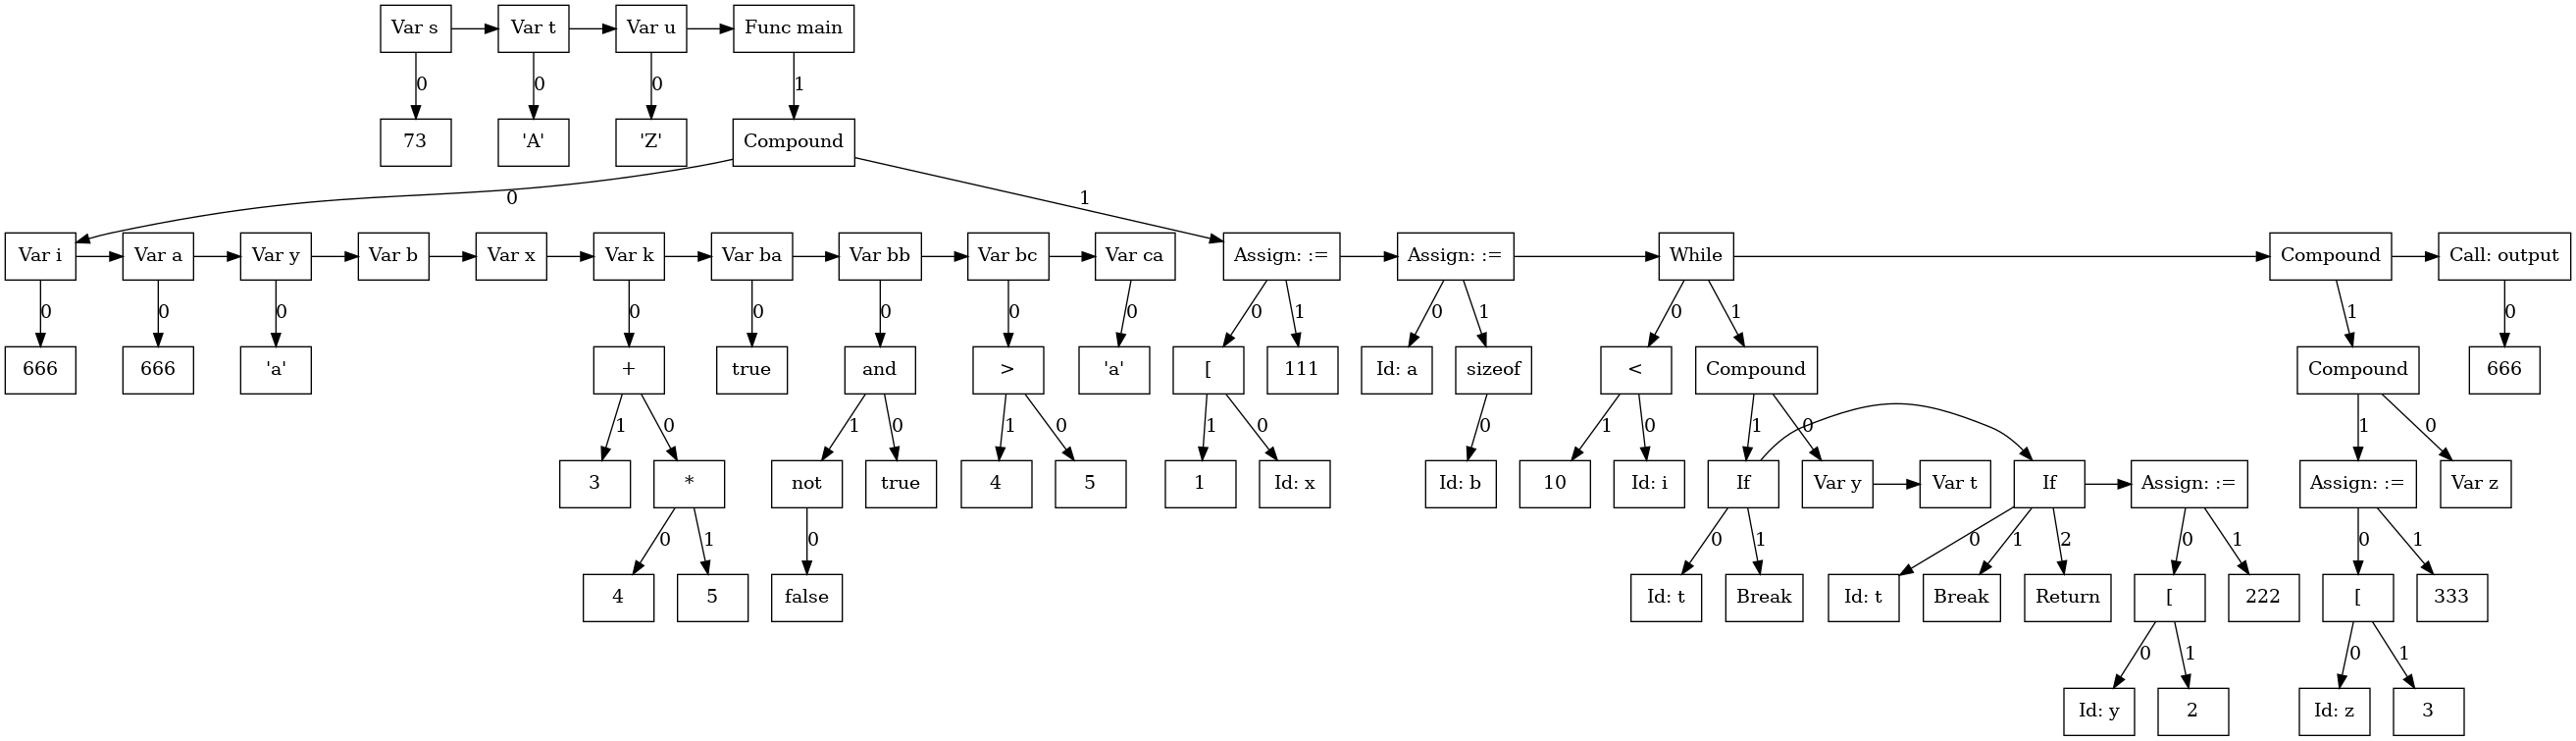 Var s
Var t
Var u
Func main
0
0
0
1
73
'A'
'Z'
Compound
0
1
Var i
Var a
Var y
Var b
Var x
Var k
Var ba
Var bb
Var bc
Var ca
Assign: :=
Assign: :=
While
Compound
Call: output
0
0
0
0
0
0
0
0
0
1
0
1
0
1
1
0
666
666
'a'
+
true
and
>
'a'
[
111
Id: a
sizeof
<
Compound
Compound
666
1
0
1
0
1
0
1
0
0
1
0
1
0
1
0
3
*
not
true
4
5
1
Id: x
Id: b
10
Id: i
If
Var y
Var t
If
Assign: :=
Assign: :=
Var z
0
1
0
0
1
0
1
2
0
1
0
1
4
5
false
Id: t
Break
Id: t
Break
Return
[
222
[
333
0
1
0
1
Id: y
2
Id: z
3